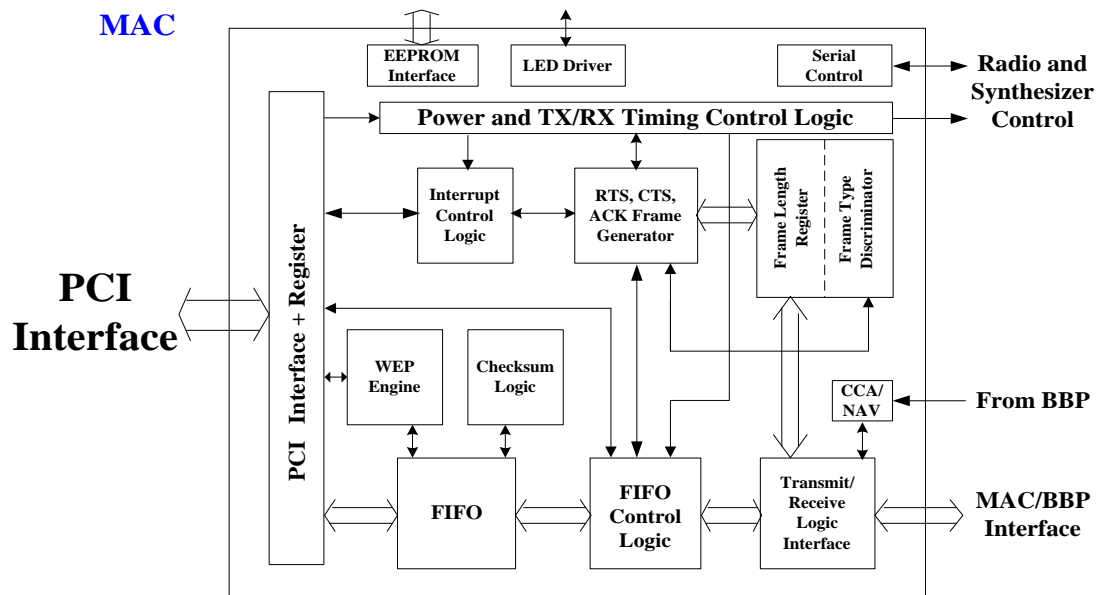 MAC
EEPROM
Interface
LED Driver
Serial
Control
Radio and
Synthesizer
Control
Power and TX/RX Timing Control Logic
Interrupt
Control
Logic
RTS, CTS,
ACK Frame
Generator
Frame Length
Register
Frame Type
Discriminator
PCI
Interface
PCI Interface + Register
WEP
Engine
Checksum
Logic
CCA/
NAV
From BBP
FIFO
FIFO
Control
Logic
Transmit/
Receive
Logic
Interface
MAC/BBP
Interface